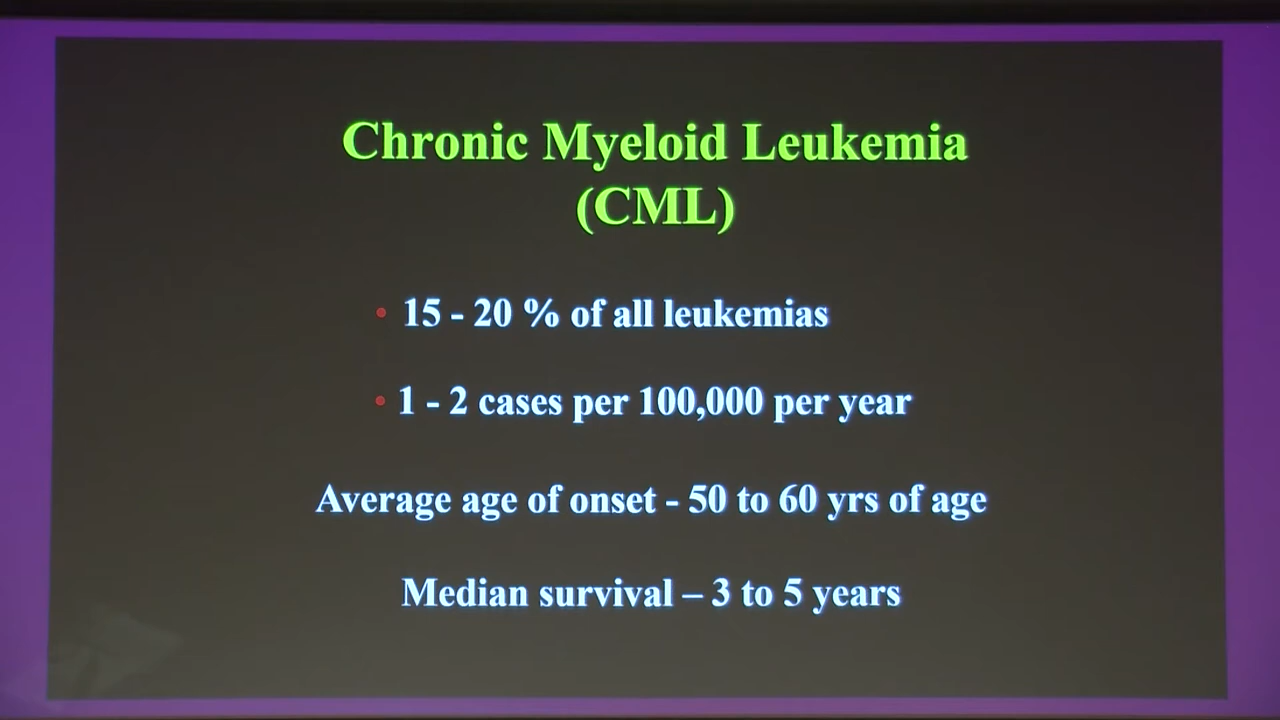 Chronic Myeloid Leukemia
(CML)
• 15 - 20 % of all leukemias
• 1 - 2 cases per 100,000 per year
Average age of onset - 50 to 60 yrs of age
Median survival – 3 to 5 years